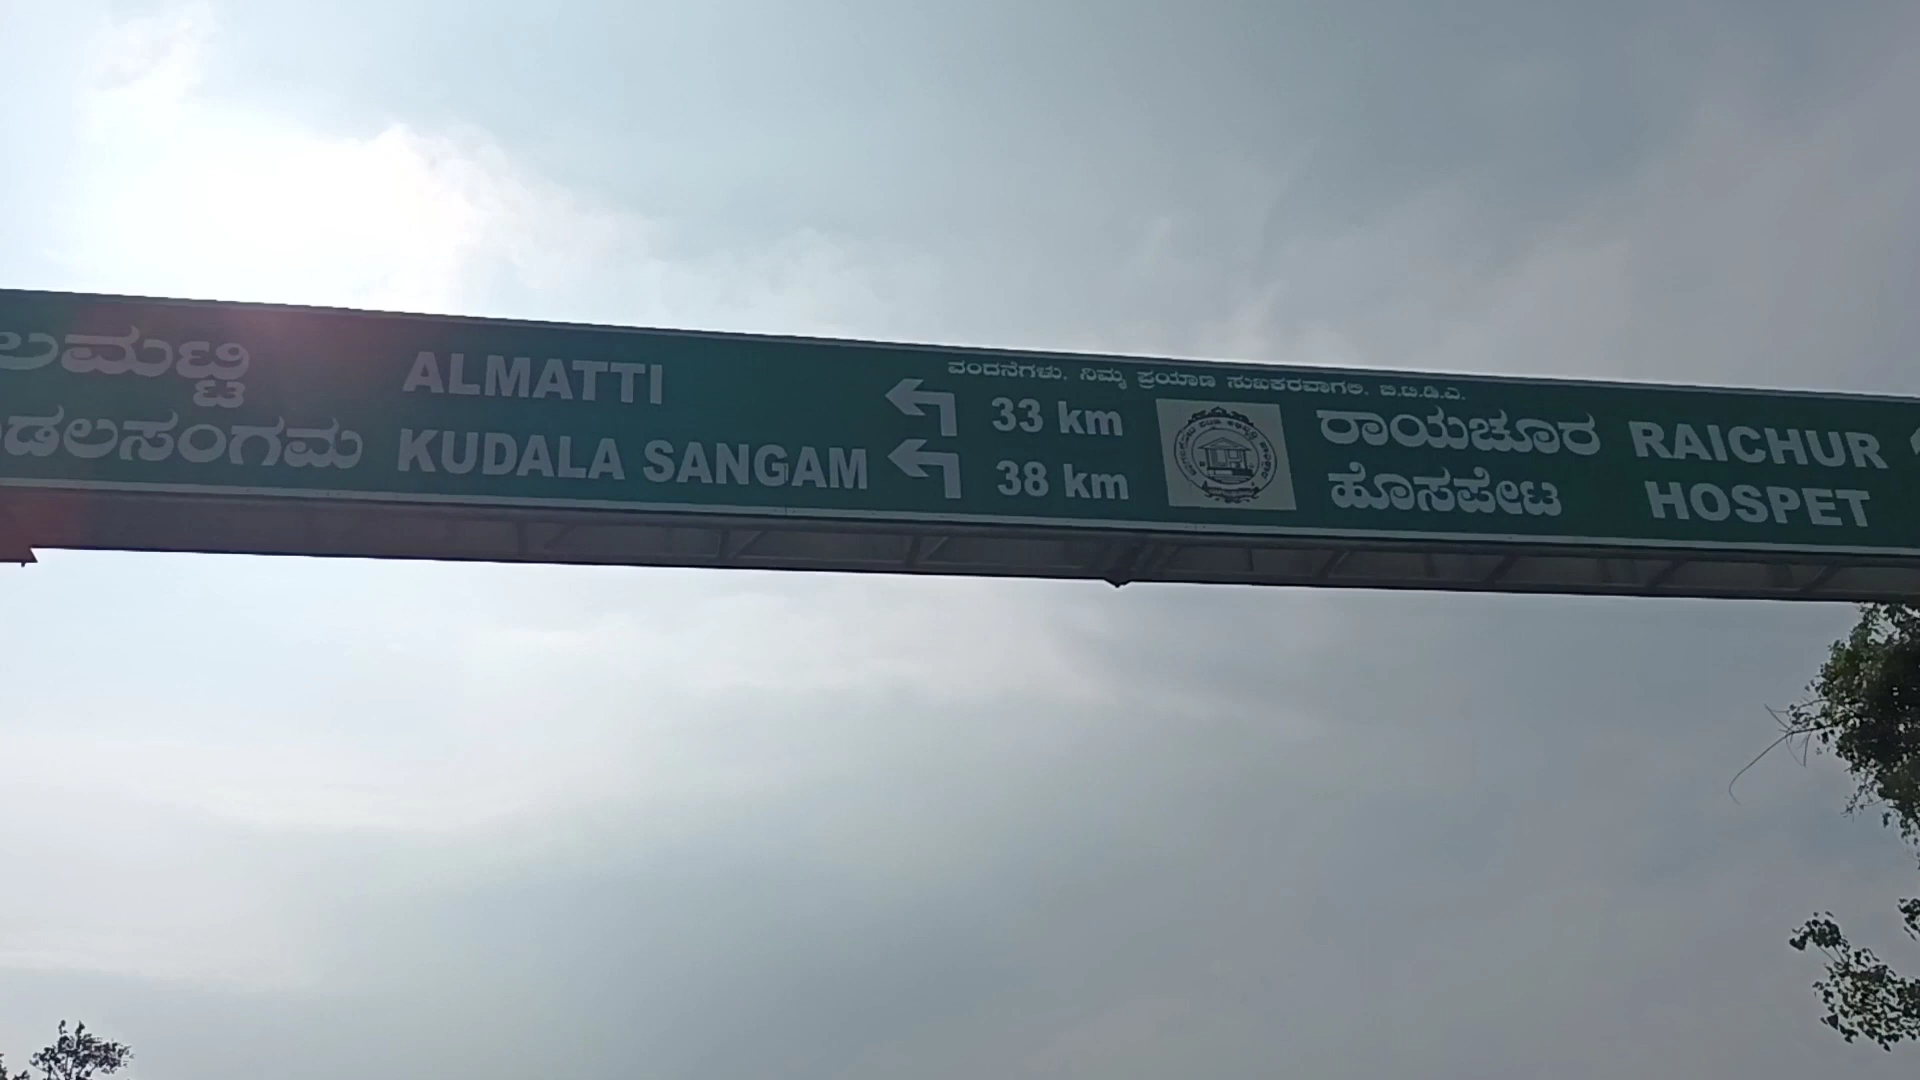 ಲಮಟ್ಟಿ ALMATTI 33 km
ಡಲಸಂಗಮ KUDALA SANGAM 38 km
ವಂದನೆಗಳು, ನಿಮ್ಮ ಪ್ರಯಾಣ ಸುಖಕರವಾಗಲಿ. ಬಿ.ಟಿ.ಡಿ.ಎ.
ರಾಯಚೂರ RAICHUR
ಹೊಸಪೇಟ HOSPET